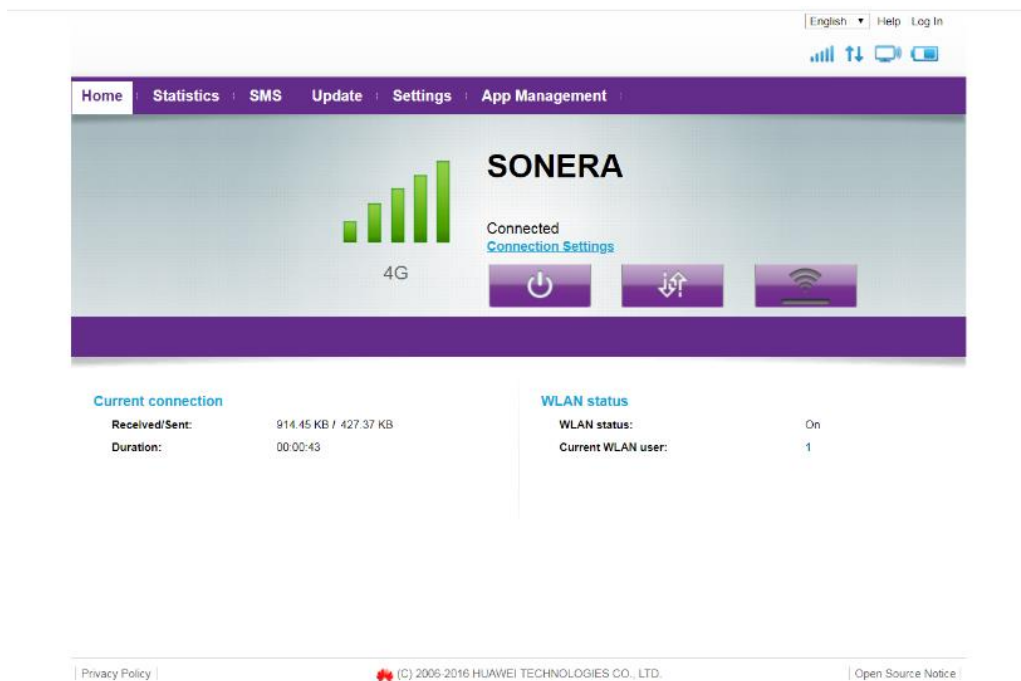 English Help Log In
Home Statistics SMS Update Settings App Management
SONERA
Connected
Connection Settings
4G
Current connection
Received/Sent: 914.45 KB / 427.37 KB
Duration: 00:00:43
WLAN status
WLAN status: On
Current WLAN user: 1
Privacy Policy (C) 2006-2016 HUAWEI TECHNOLOGIES CO., LTD. Open Source Notice